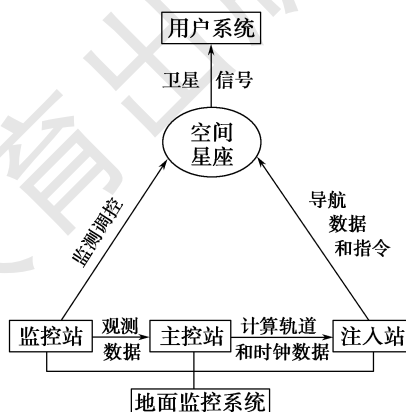 用户系统
卫星 信号
空间
星座
监测调控
导航
数据
和指令
监控站
观测
数据
主控站
计算轨道
和时钟数据
注入站
地面监控系统
育出